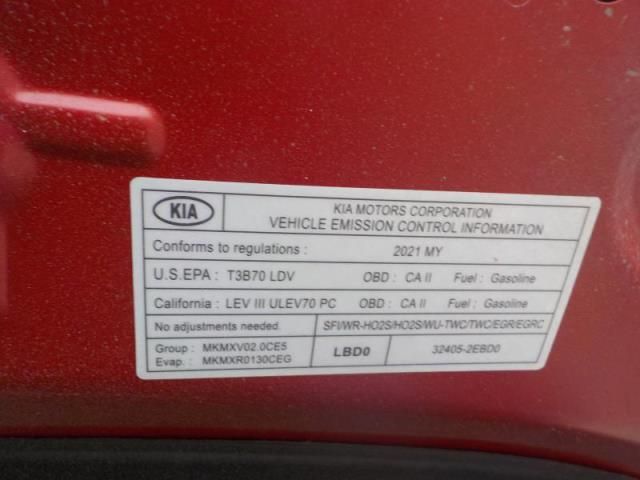 KIA
KIA MOTORS CORPORATION
VEHICLE EMISSION CONTROL INFORMATION
Conforms to regulations : 2021 MY
U.S.EPA : T3B70 LDV OBD : CA II Fuel : Gasoline
California : LEV III ULEV70 PC OBD : CA II Fuel : Gasoline
No adjustments needed. SFI/WR-HO2S/HO2S/WU-TWC/TWC/EGR/EGRC
Group : MKMXV02.0CE5
Evap. : MKMXR0130CEG
LBD0
32405-2EBD0